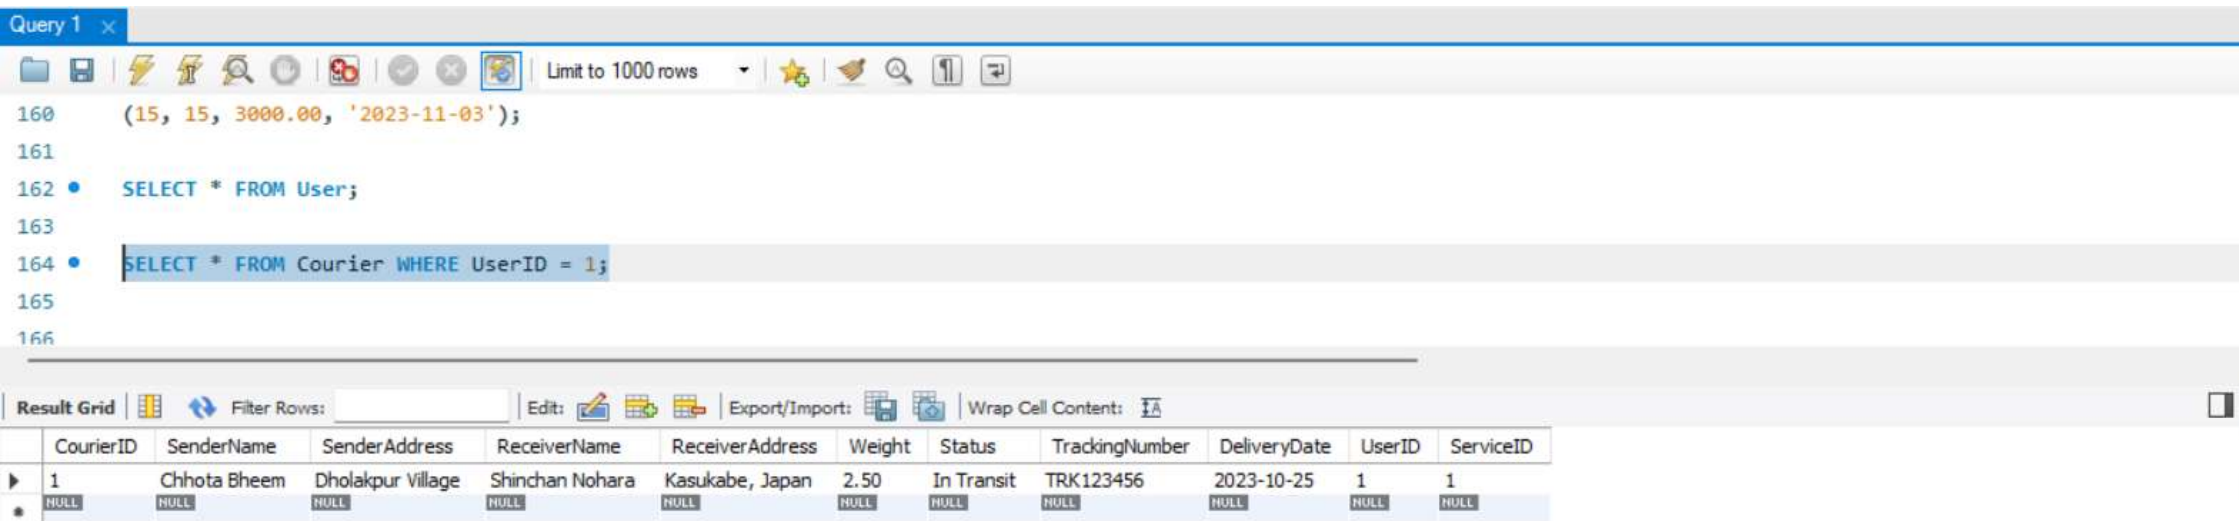 Query 1
Limit to 1000 rows
160 (15, 15, 3000.00, '2023-11-03');
161
162 SELECT * FROM User;
163
164 SELECT * FROM Courier WHERE UserID = 1;
165
166
Result Grid Filter Rows: Edit: Export/Import: Wrap Cell Content:
CourierID SenderName SenderAddress ReceiverName ReceiverAddress Weight Status TrackingNumber DeliveryDate UserID ServiceID
1 Chhota Bheem Dholakpur Village Shinchan Nohara Kasukabe, Japan 2.50 In Transit TRK123456 2023-10-25 1 1
NULL NULL NULL NULL NULL NULL NULL NULL NULL NULL NULL